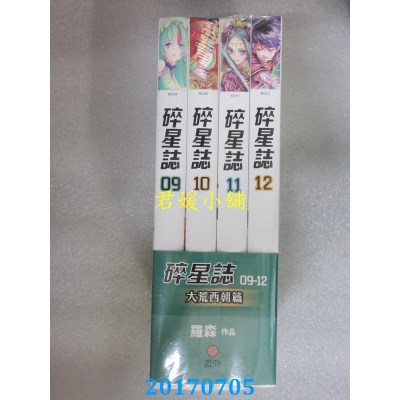 碎星誌
09
碎星誌
10
碎星誌
11
碎星誌
12
君媛小舖
碎星誌 09-12
大荒西朝篇
羅森 作品
20170705